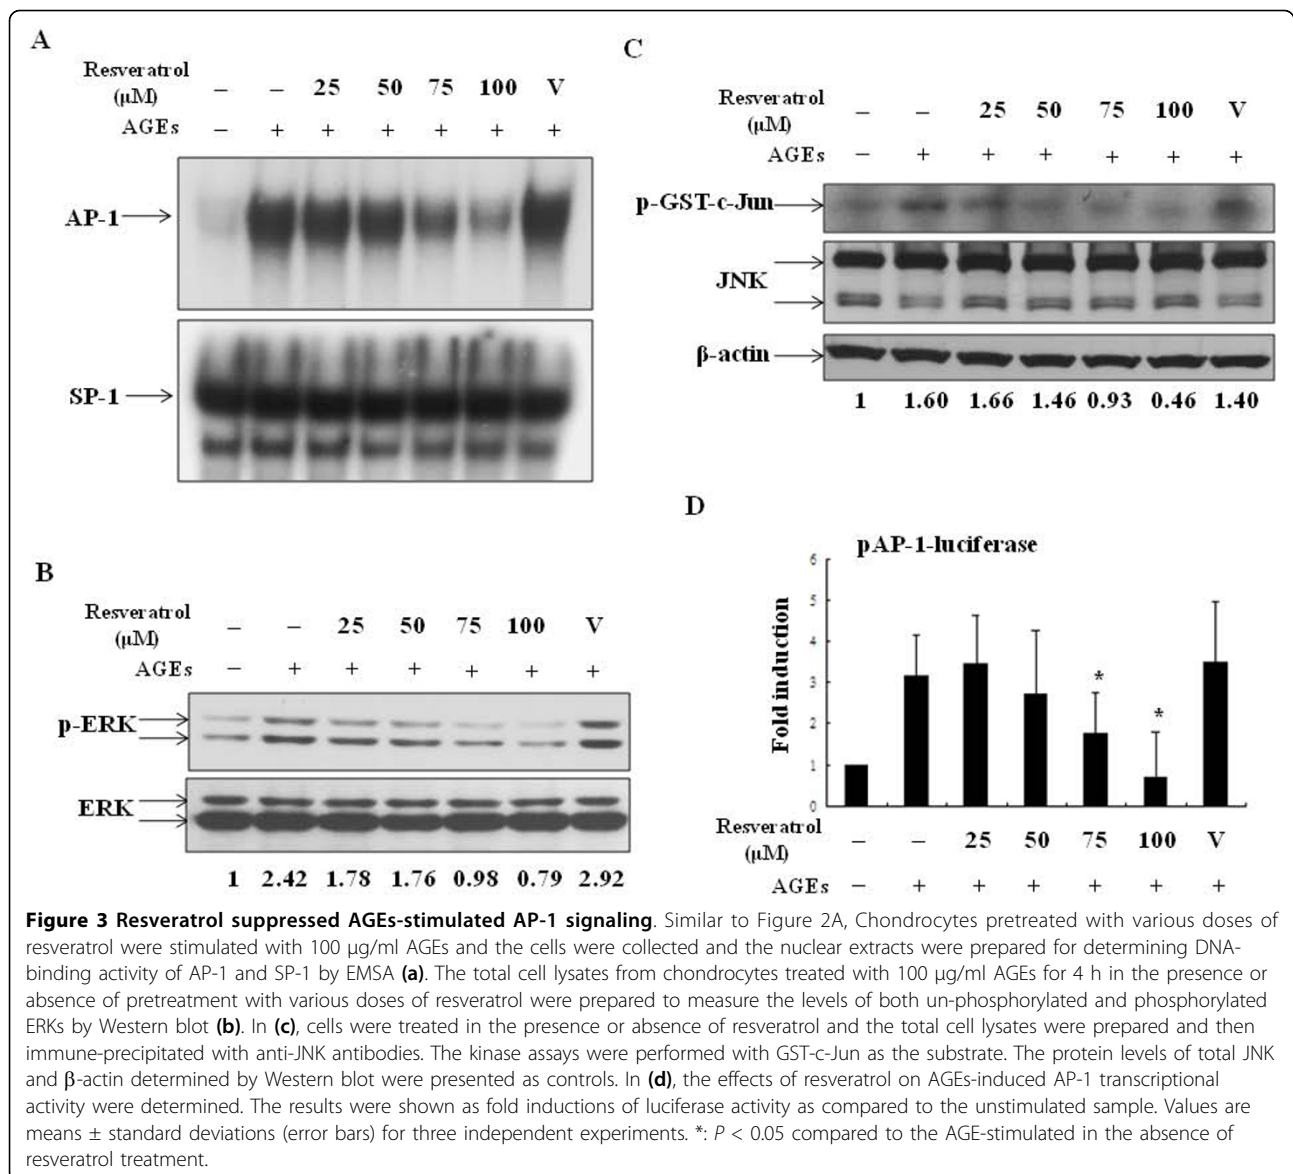 A
Resveratrol
(μM)
– – 25 50 75 100 V
AGEs – + + + + + +
AP-1
SP-1
B
Resveratrol
(μM)
– – 25 50 75 100 V
AGEs – + + + + + +
p-ERK
ERK
1 2.42 1.78 1.76 0.98 0.79 2.92
C
Resveratrol
(μM)
– – 25 50 75 100 V
AGEs – + + + + + +
p-GST-c-Jun
JNK
β-actin
1 1.60 1.66 1.46 0.93 0.46 1.40
D
pAP-1-luciferase
Fold induction
6
5
4
3
2
1
0
* *
Resveratrol
(μM)
– – 25 50 75 100 V
AGEs – + + + + + +
Figure 3 Resveratrol suppressed AGEs-stimulated AP-1 signaling. Similar to Figure 2A, Chondrocytes pretreated with various doses of
resveratrol were stimulated with 100 μg/ml AGEs and the cells were collected and the nuclear extracts were prepared for determining DNA-
binding activity of AP-1 and SP-1 by EMSA (a). The total cell lysates from chondrocytes treated with 100 μg/ml AGEs for 4 h in the presence or
absence of pretreatment with various doses of resveratrol were prepared to measure the levels of both un-phosphorylated and phosphorylated
ERKs by Western blot (b). In (c), cells were treated in the presence or absence of resveratrol and the total cell lysates were prepared and then
immune-precipitated with anti-JNK antibodies. The kinase assays were performed with GST-c-Jun as the substrate. The protein levels of total JNK
and β-actin determined by Western blot were presented as controls. In (d), the effects of resveratrol on AGEs-induced AP-1 transcriptional
activity were determined. The results were shown as fold inductions of luciferase activity as compared to the unstimulated sample. Values are
means ± standard deviations (error bars) for three independent experiments. *: P < 0.05 compared to the AGE-stimulated in the absence of
resveratrol treatment.